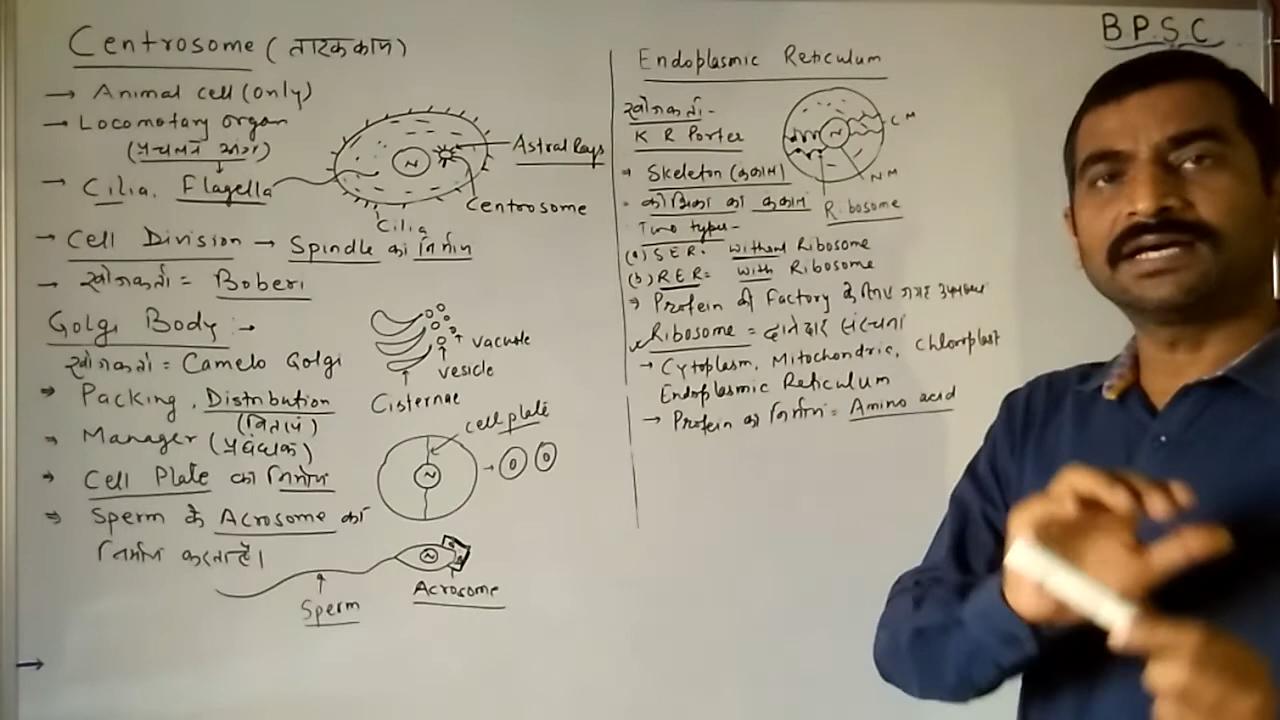 BPSC
Centrosome (तारककाय)
→ Animal cell (only)
→ Locomotary organ
(प्रचलन अंग)
→ Cilia, Flagella
Astral Rays
N
Centrosome
Cilia
→ Cell Division → Spindle का निर्माण
→ खोजकर्ता = Boberi
Golgi Body :→
खोजकर्ता = Camelo Golgi
⇒ Packing, Distribution
(वितरण)
⇒ Manager (प्रबंधक)
⇒ Cell Plate का निर्माण
⇒ Sperm के Acrosome का
निर्माण करता है।
vacuole
vesicle
Cisternae
cell plate
N
N
Acrosome
Sperm
→
Endoplasmic Reticulum
खोजकर्ता -
K R Porter
→ Skeleton (कंकाल)
- कोशिका का कंकाल
N
CM
NM
Ribosome
Two types -
(a) SER = without Ribosome
(b) RER = with Ribosome
⇒ Protein की Factory के लिए जगह उपलब्ध
Ribosome = दानेदार संरचना
→ Cytoplasm, Mitochondria, Chloroplast
Endoplasmic Reticulum
→ Protein का निर्माण = Amino acid